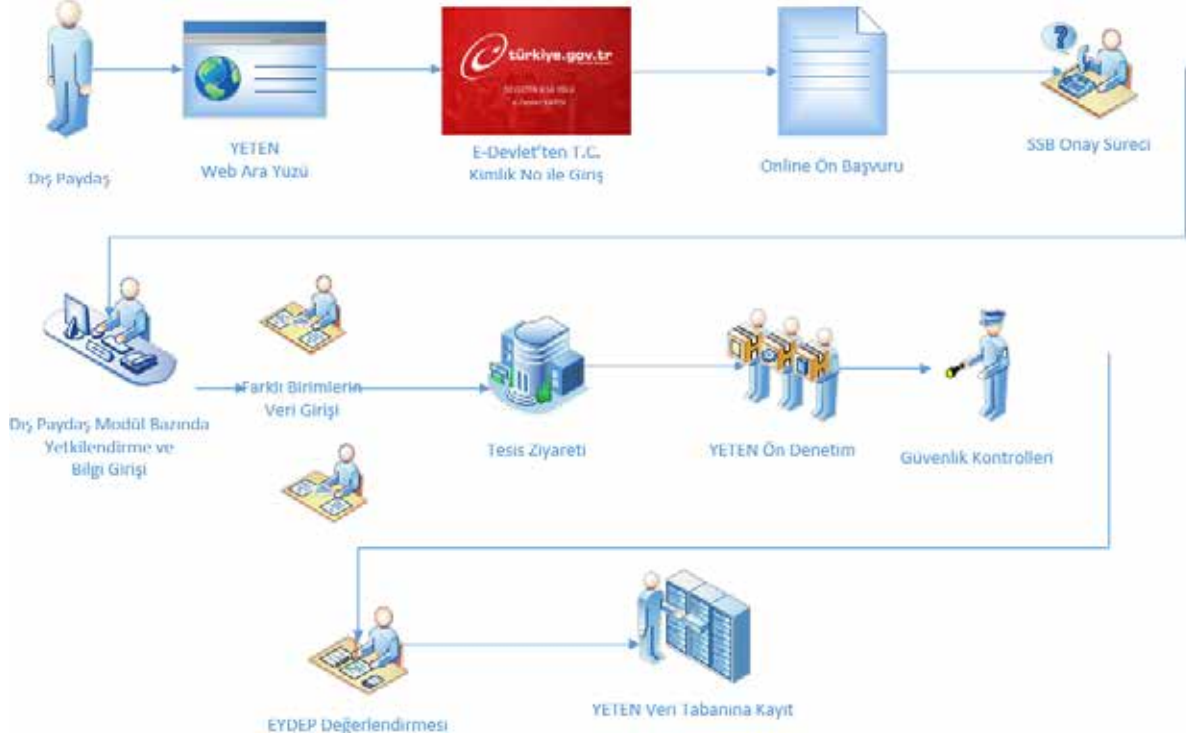 türkiye.gov.tr
YETEN
Web Ara Yüzü
E-Devlet'ten T.C.
Kimlik No ile Giriş
Online Ön Başvuru
SSB Onay Süreci
Dış Paydaş
Dış Paydaş Modül Bazında
Yetkilendirme ve
Bilgi Girişi
Farklı Birimlerin
Veri Girişi
Tesis Ziyareti
YETEN Ön Denetim
Güvenlik Kontrolleri
EYDEP Değerlendirmesi
YETEN Veri Tabanına Kayıt